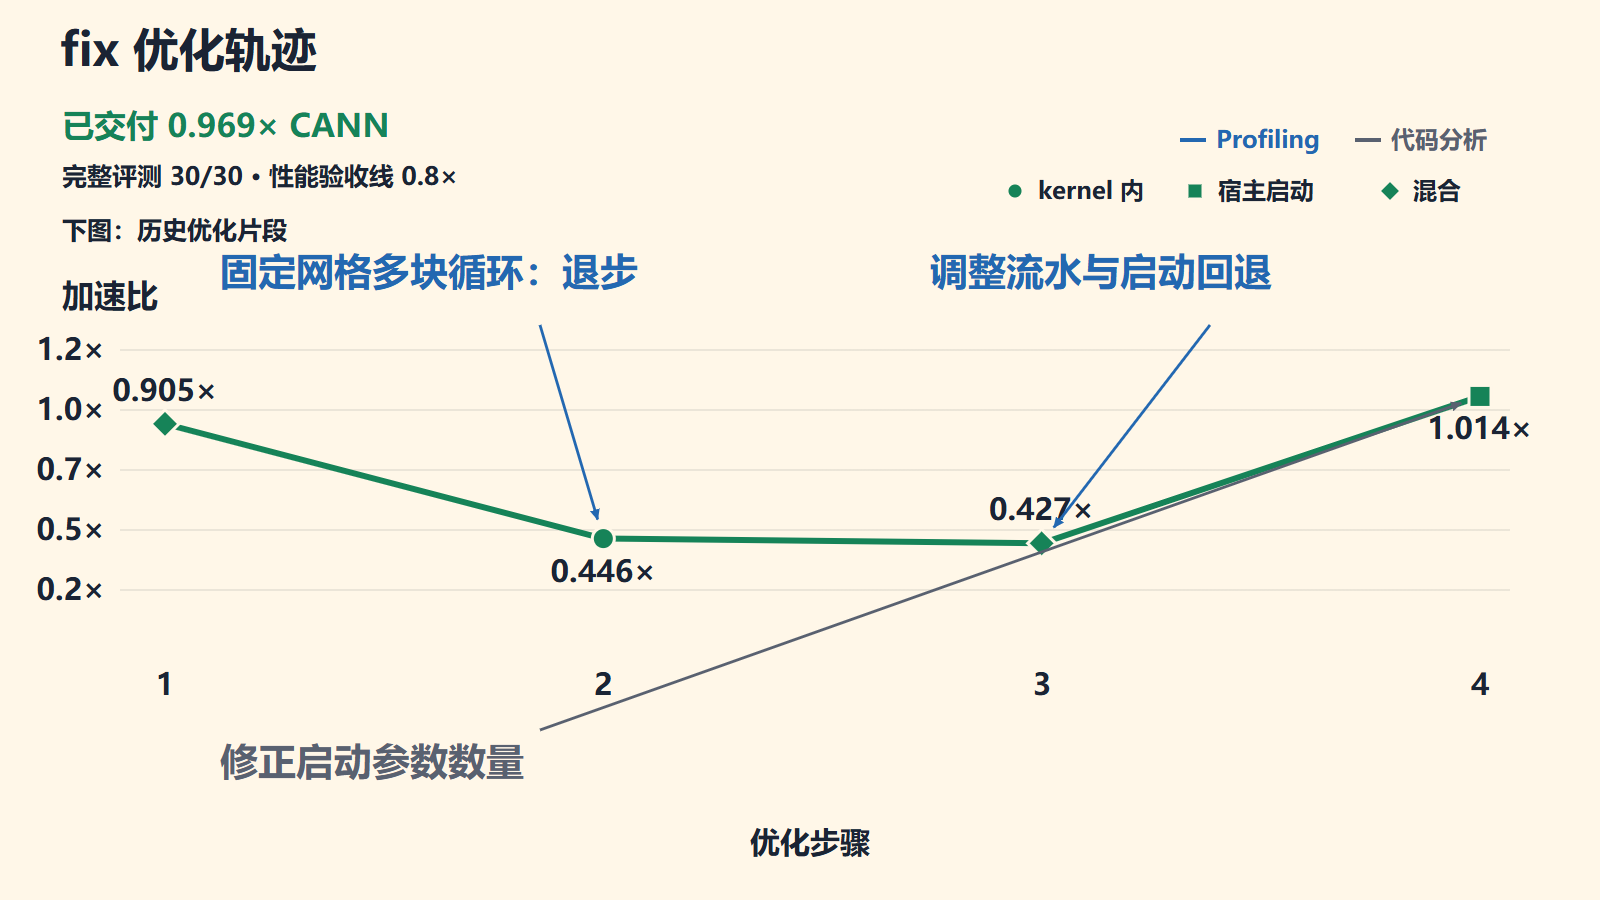 fix 优化轨迹
已交付 0.969× CANN
完整评测 30/30 · 性能验收线 0.8×
下图：历史优化片段
Profiling
代码分析
kernel 内
宿主启动
混合
固定网格多块循环：退步
调整流水与启动回退
加速比
1.2×
1.0×
0.7×
0.5×
0.2×
0.905×
0.446×
0.427×
1.014×
1
2
3
4
修正启动参数数量
优化步骤